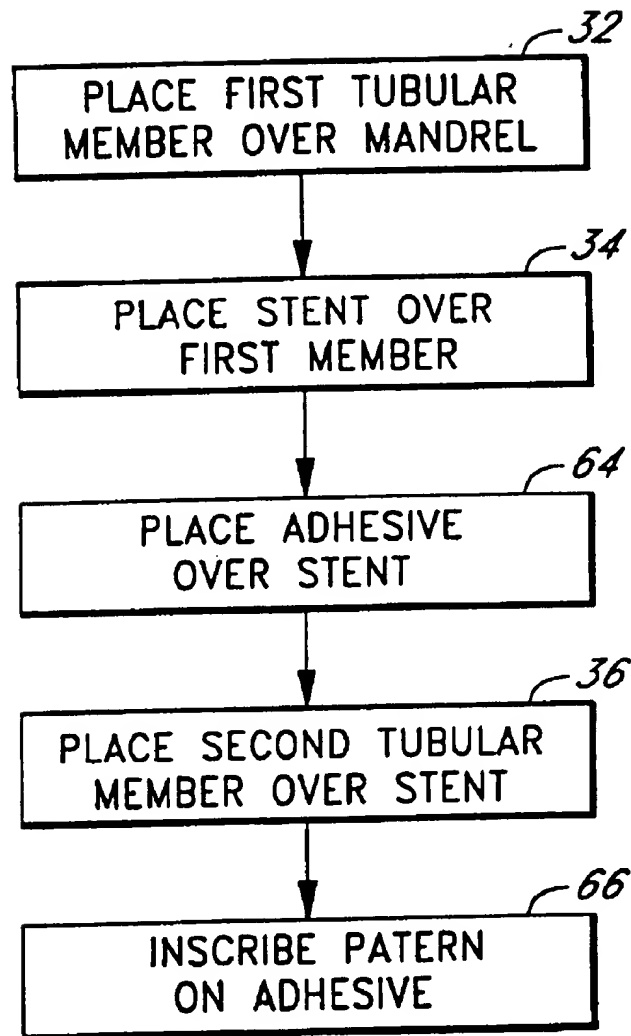 32
PLACE FIRST TUBULAR
MEMBER OVER MANDREL
34
PLACE STENT OVER
FIRST MEMBER
64
PLACE ADHESIVE
OVER STENT
36
PLACE SECOND TUBULAR
MEMBER OVER STENT
66
INSCRIBE PATERN
ON ADHESIVE